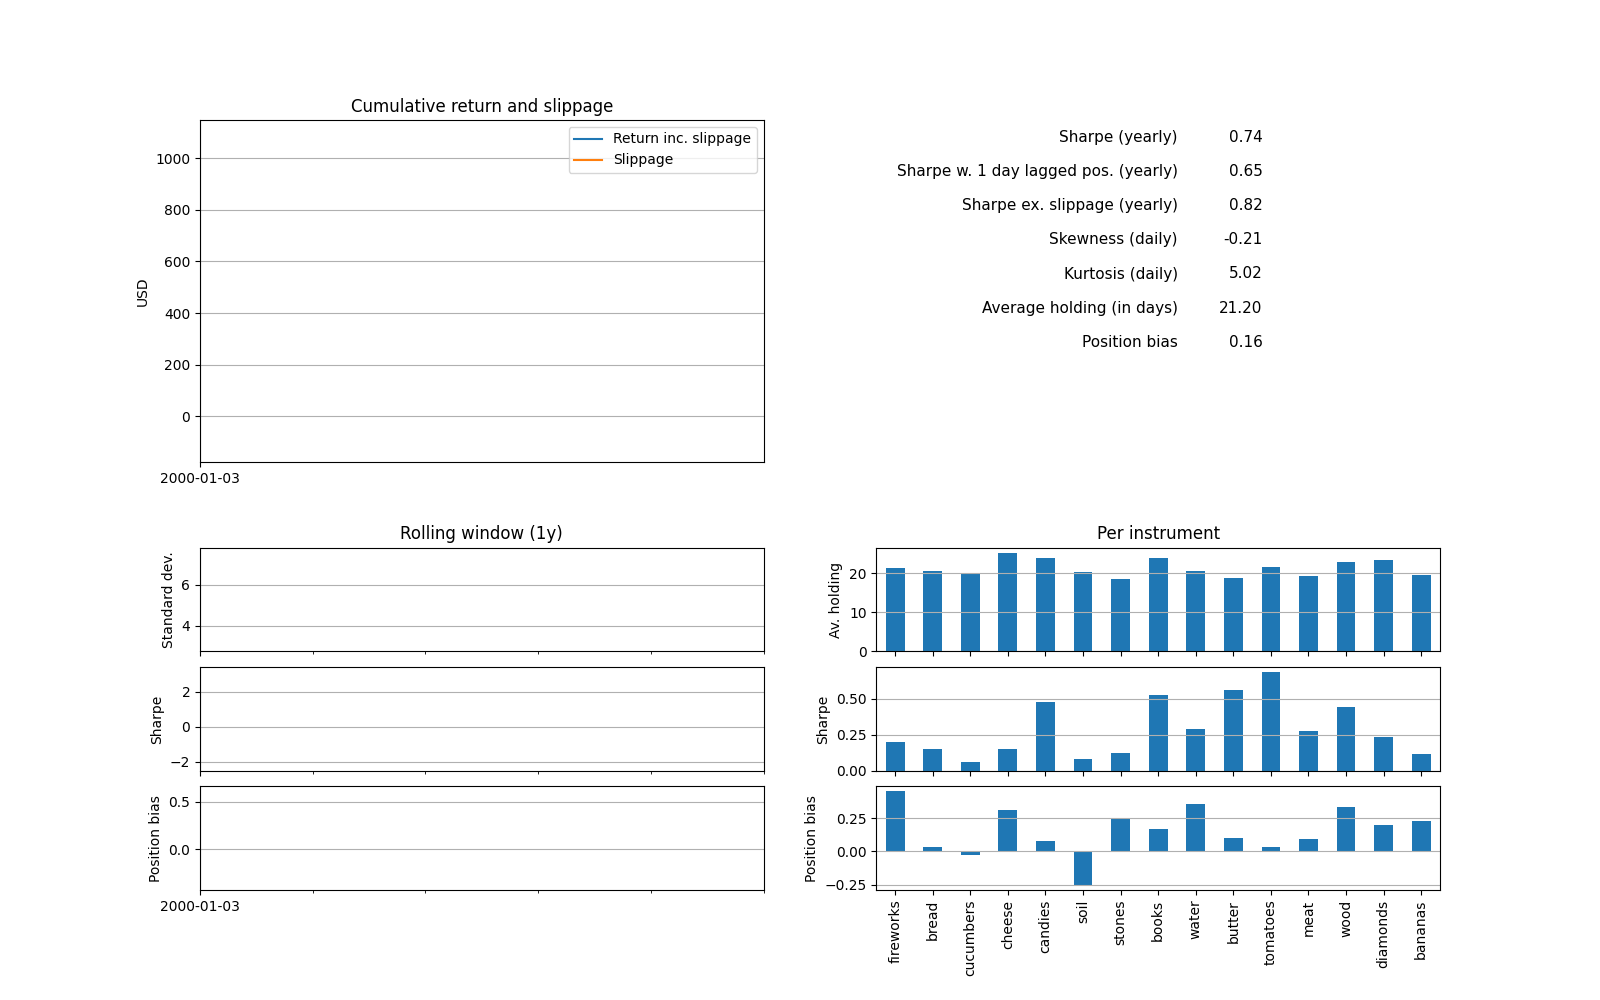 Cumulative return and slippage
Return inc. slippage
Slippage
1000
800
600
400
200
0
USD
2000-01-03
Sharpe (yearly) 0.74
Sharpe w. 1 day lagged pos. (yearly) 0.65
Sharpe ex. slippage (yearly) 0.82
Skewness (daily) -0.21
Kurtosis (daily) 5.02
Average holding (in days) 21.20
Position bias 0.16
Rolling window (1y)
Standard dev.
6
4
Sharpe
2
0
−2
Position bias
0.5
0.0
2000-01-03
Per instrument
Av. holding
20
10
0
Sharpe
0.50
0.25
0.00
Position bias
0.25
0.00
−0.25
fireworks
bread
cucumbers
cheese
candies
soil
stones
books
water
butter
tomatoes
meat
wood
diamonds
bananas